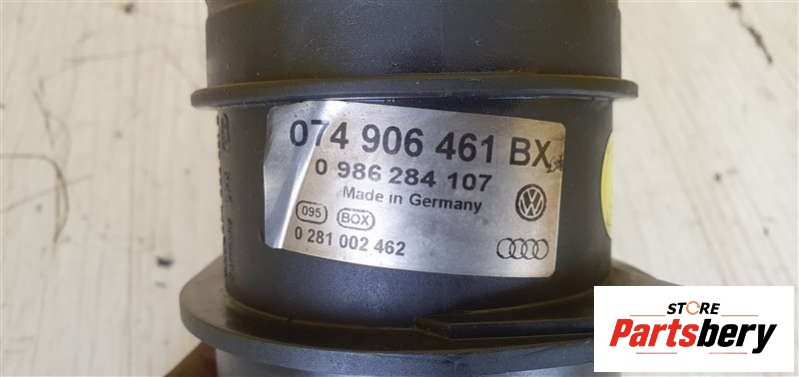 074 906 461 BX
0 986 284 107
Made in Germany
095 BOX
0 281 002 462
STORE
Partsbery